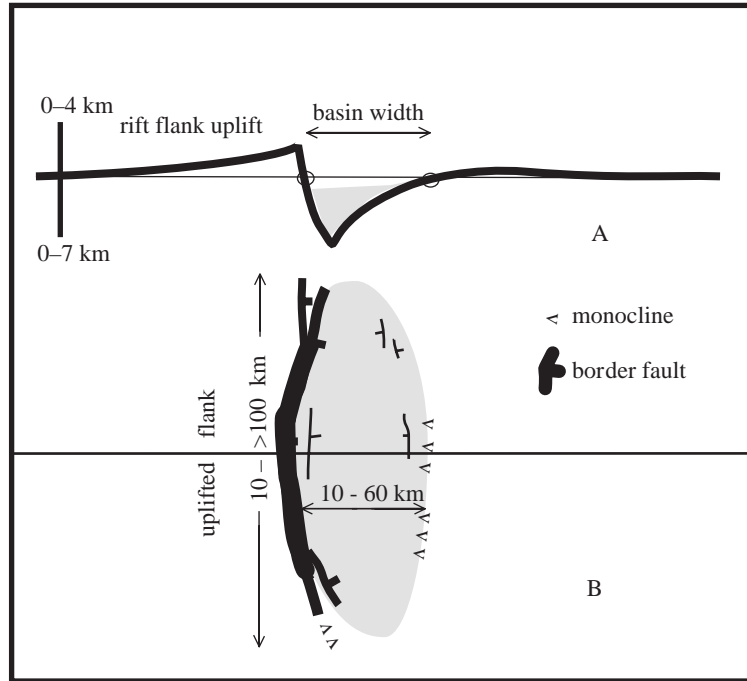 0–4 km
rift flank uplift
basin width
0–7 km
A
uplifted flank
10 – >100 km
monocline
border fault
10 - 60 km
B